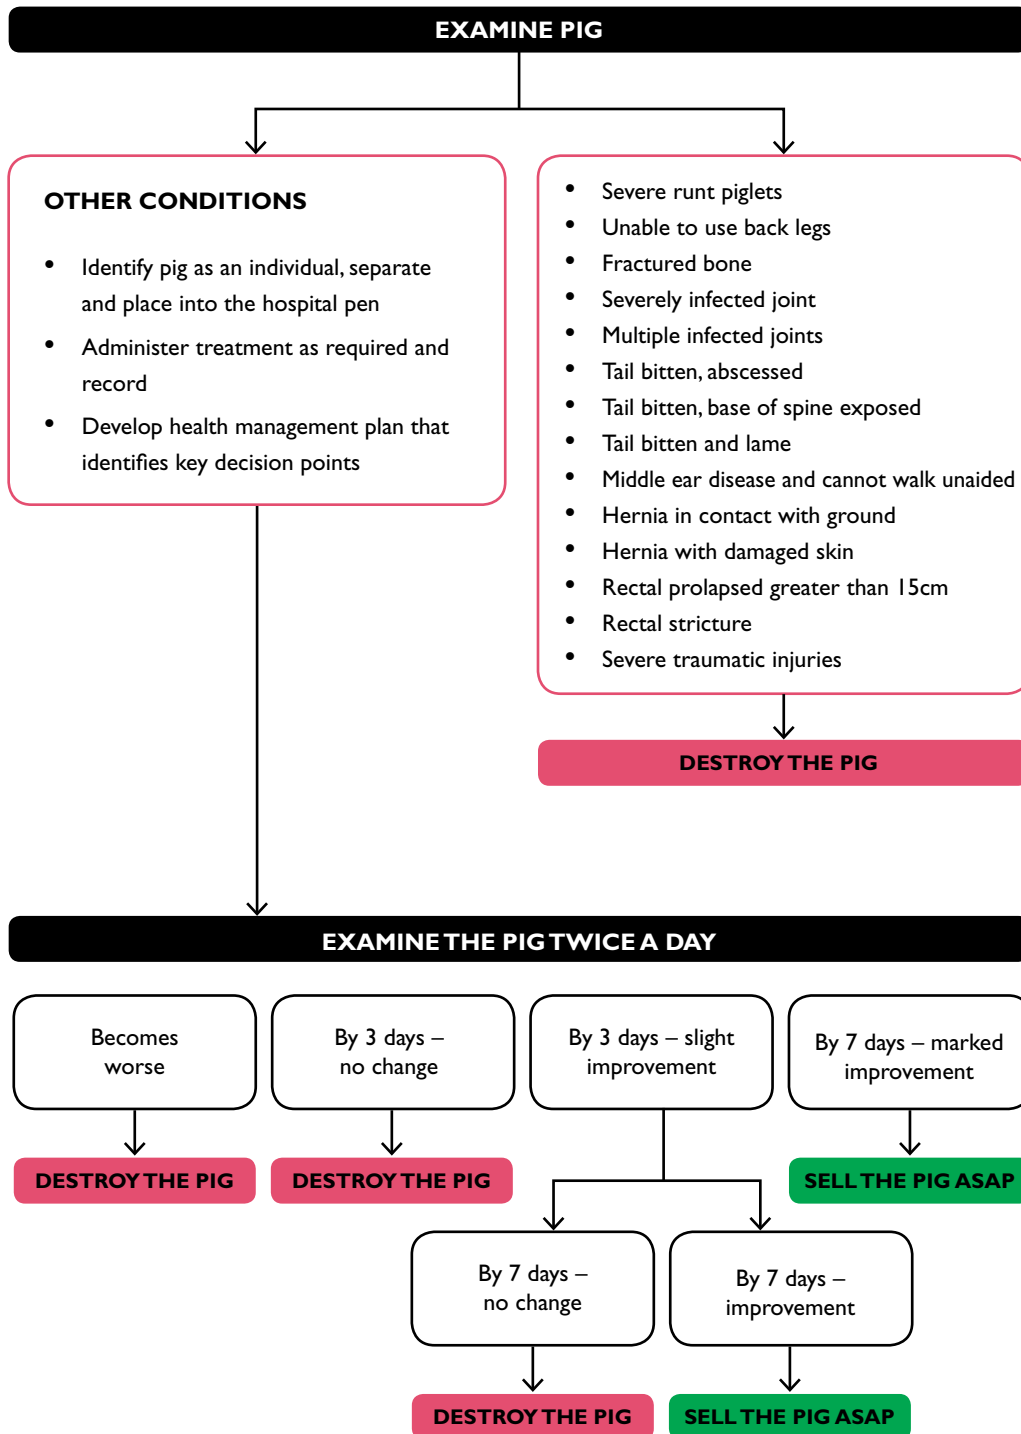 EXAMINE PIG
OTHER CONDITIONS
• Identify pig as an individual, separate
and place into the hospital pen
• Administer treatment as required and
record
• Develop health management plan that
identifies key decision points
• Severe runt piglets
• Unable to use back legs
• Fractured bone
• Severely infected joint
• Multiple infected joints
• Tail bitten, abscessed
• Tail bitten, base of spine exposed
• Tail bitten and lame
• Middle ear disease and cannot walk unaided
• Hernia in contact with ground
• Hernia with damaged skin
• Rectal prolapsed greater than 15cm
• Rectal stricture
• Severe traumatic injuries
DESTROY THE PIG
EXAMINE THE PIG TWICE A DAY
Becomes
worse
DESTROY THE PIG
By 3 days –
no change
DESTROY THE PIG
By 3 days – slight
improvement
By 7 days – marked
improvement
SELL THE PIG ASAP
By 7 days –
no change
DESTROY THE PIG
By 7 days –
improvement
SELL THE PIG ASAP